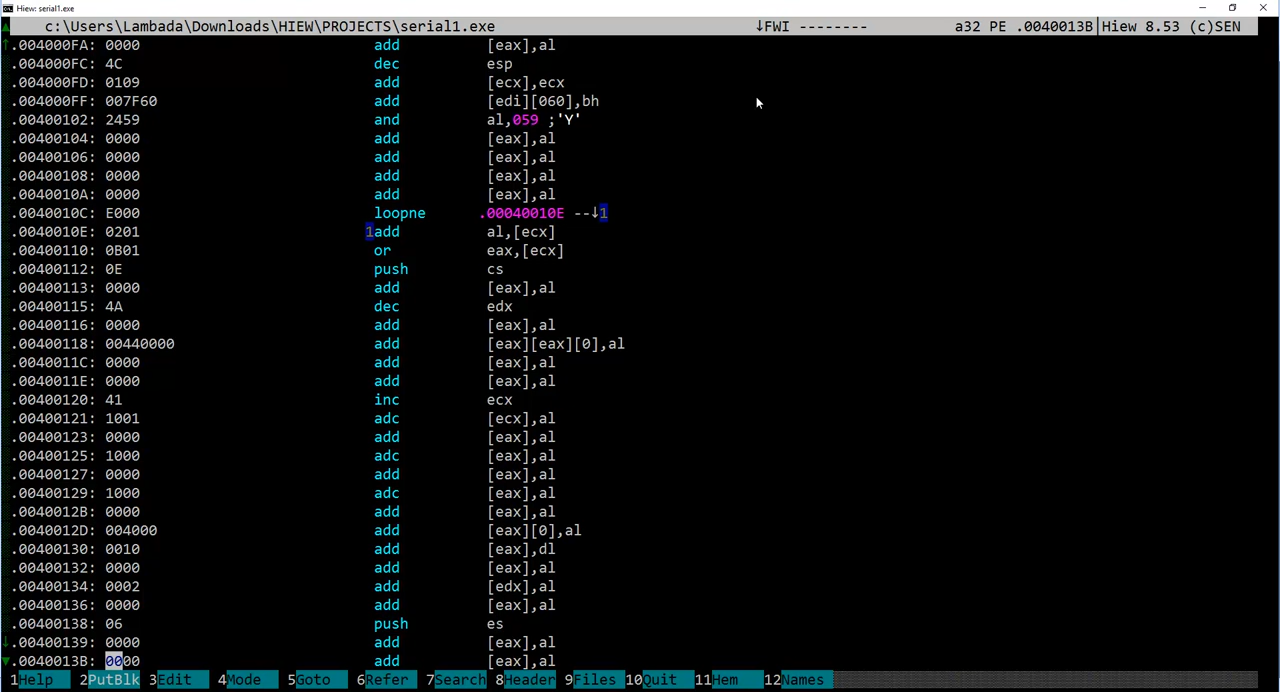 Hiew: serial1.exe
c:\Users\Lambada\Downloads\HIEW\PROJECTS\serial1.exe ↓FWI -------- a32 PE .0040013B|Hiew 8.53 (c)SEN
.004000FA: 0000 add [eax],al
.004000FC: 4C dec esp
.004000FD: 0109 add [ecx],ecx
.004000FF: 007F60 add [edi][060],bh
.00400102: 2459 and al,059 ;'Y'
.00400104: 0000 add [eax],al
.00400106: 0000 add [eax],al
.00400108: 0000 add [eax],al
.0040010A: 0000 add [eax],al
.0040010C: E000 loopne .00040010E --↓1
.0040010E: 0201 1add al,[ecx]
.00400110: 0B01 or eax,[ecx]
.00400112: 0E push cs
.00400113: 0000 add [eax],al
.00400115: 4A dec edx
.00400116: 0000 add [eax],al
.00400118: 00440000 add [eax][eax][0],al
.0040011C: 0000 add [eax],al
.0040011E: 0000 add [eax],al
.00400120: 41 inc ecx
.00400121: 1001 adc [ecx],al
.00400123: 0000 add [eax],al
.00400125: 1000 adc [eax],al
.00400127: 0000 add [eax],al
.00400129: 1000 adc [eax],al
.0040012B: 0000 add [eax],al
.0040012D: 004000 add [eax][0],al
.00400130: 0010 add [eax],dl
.00400132: 0000 add [eax],al
.00400134: 0002 add [edx],al
.00400136: 0000 add [eax],al
.00400138: 06 push es
.00400139: 0000 add [eax],al
.0040013B: 0000 add [eax],al
1Help 2PutBlk 3Edit 4Mode 5Goto 6Refer 7Search 8Header 9Files 10Quit 11Hem 12Names